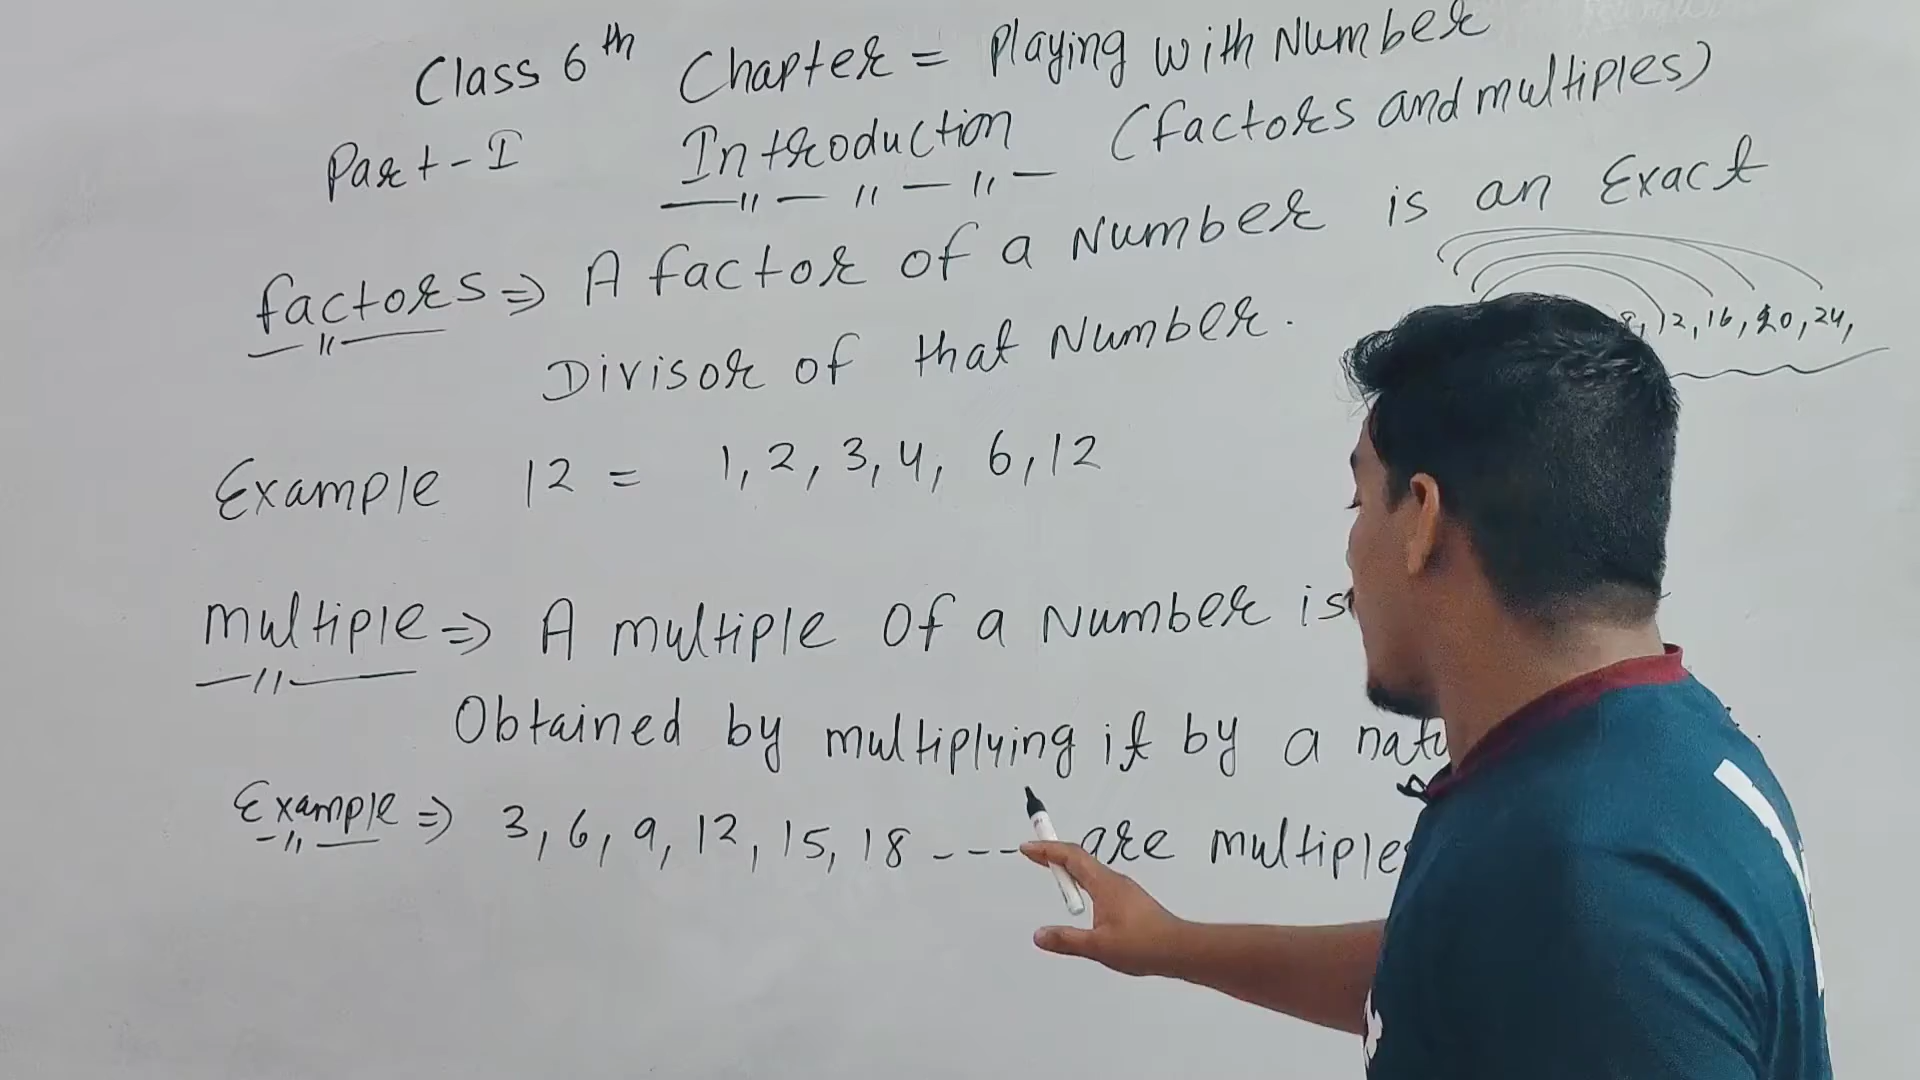 Class 6th Chapter = Playing with Number
Part-I Introduction (factors and multiples)
factors ⇒ A factor of a Number is an Exact
Divisor of that Number.
8, 12, 16, 20, 24,
Example 12 = 1, 2, 3, 4, 6, 12
multiple ⇒ A multiple Of a Number is
Obtained by multiplying it by a natu
Example ⇒ 3, 6, 9, 12, 15, 18 ---- are multiple